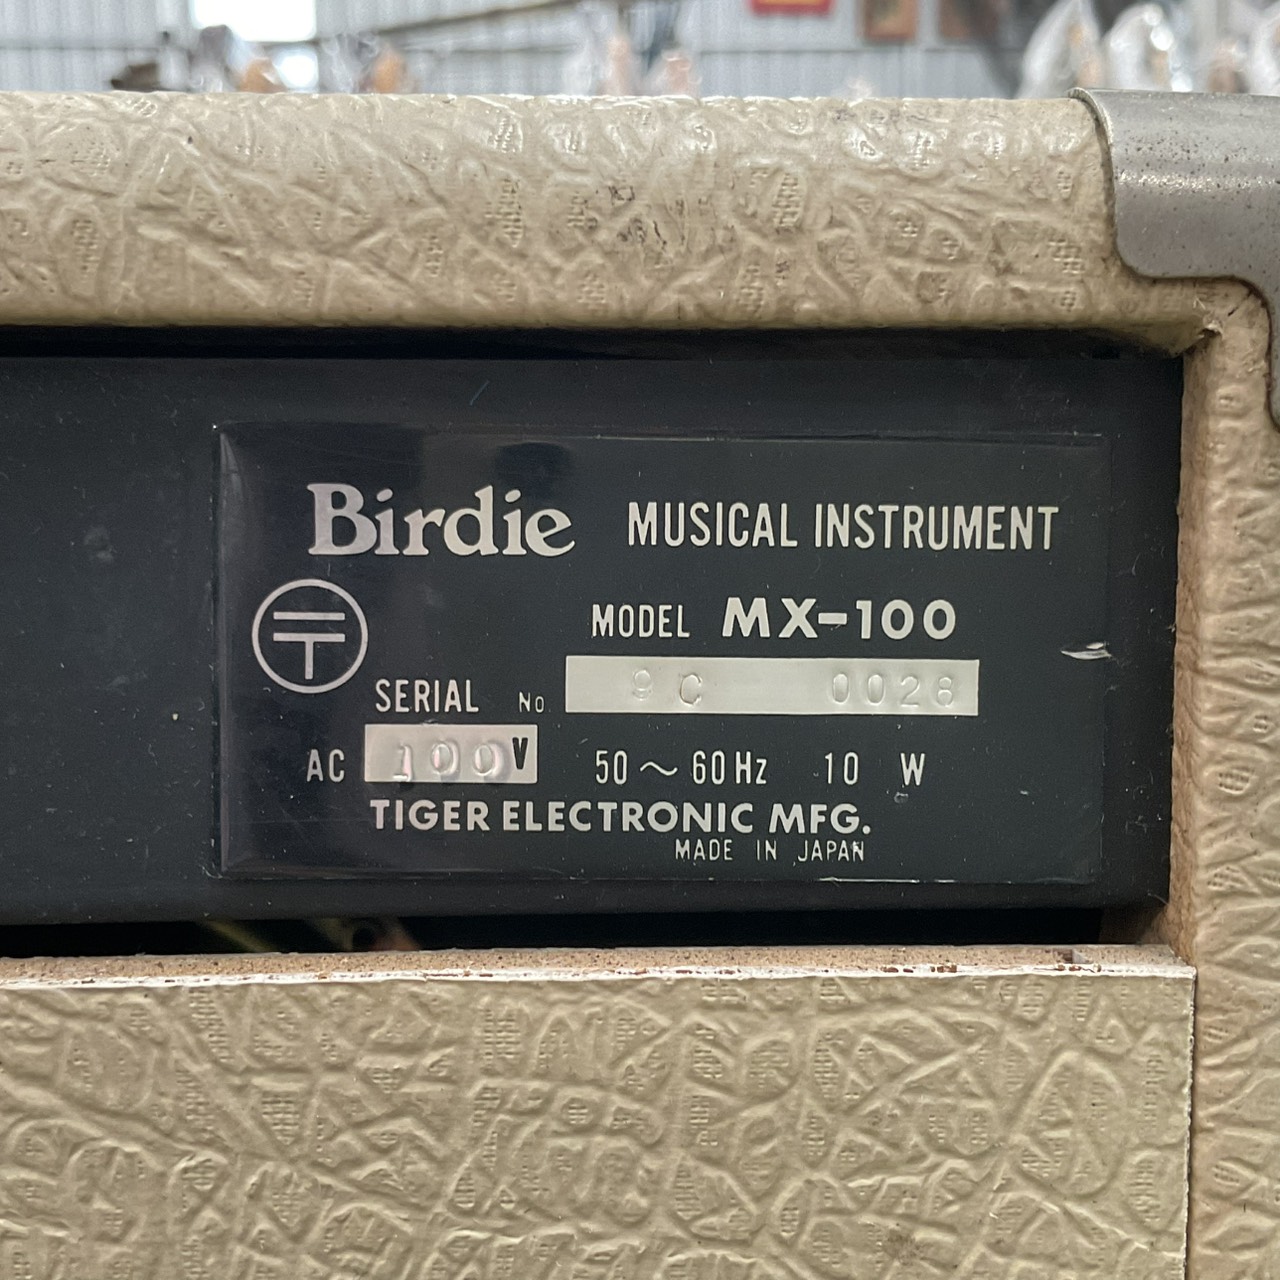 Birdie MUSICAL INSTRUMENT
MODEL MX-100
SERIAL No. 9C 0026
AC 100V 50～60Hz 10 W
TIGER ELECTRONIC MFG.
MADE IN JAPAN